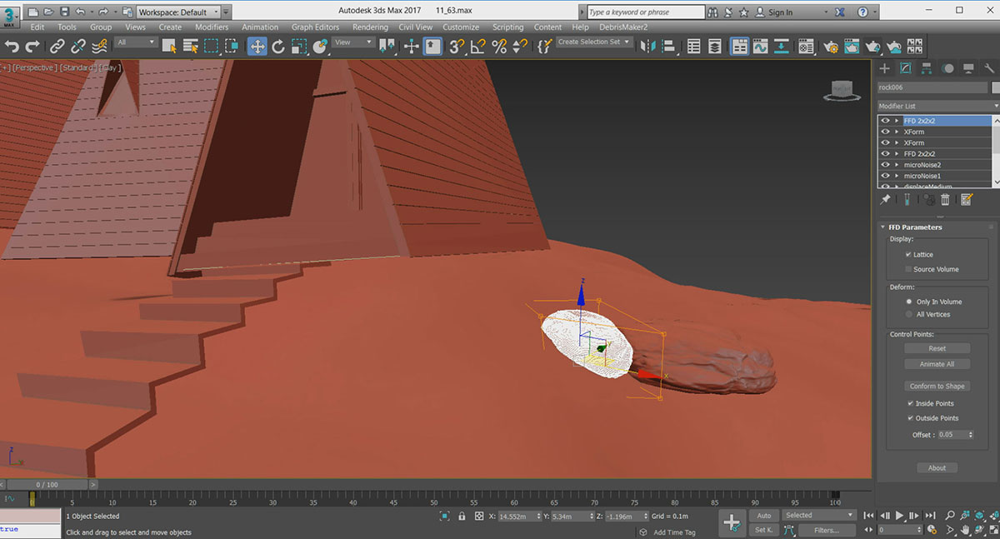 3
MAX
Workspace: Default
Autodesk 3ds Max 2017 11_63.max
Type a keyword or phrase
Sign In
Edit Tools Group Views Create Modifiers Animation Graph Editors Rendering Civil View Customize Scripting Content Help DebrisMaker2
All
View
Create Selection Set
[+] [Perspective] [Standard] [Clay]
rock006
Modifier List
FFD 2x2x2
XForm
XForm
FFD 2x2x2
microNoise2
microNoise1
displaceMedium
FFD Parameters
Display:
Lattice
Source Volume
Deform:
Only In Volume
All Vertices
Control Points:
Reset
Animate All
Conform to Shape
Inside Points
Outside Points
Offset : 0.05
About
z
y
x
z
0 / 100
0 5 10 15 20 25 30 35 40 45 50 55 60 65 70 75 80 85 90 95 100
true
1 Object Selected
Click and drag to select and move objects
X: 14.552m Y: 5.34m Z: -1.196m Grid = 0.1m
Add Time Tag
Auto Selected
Set K. Filters...
0